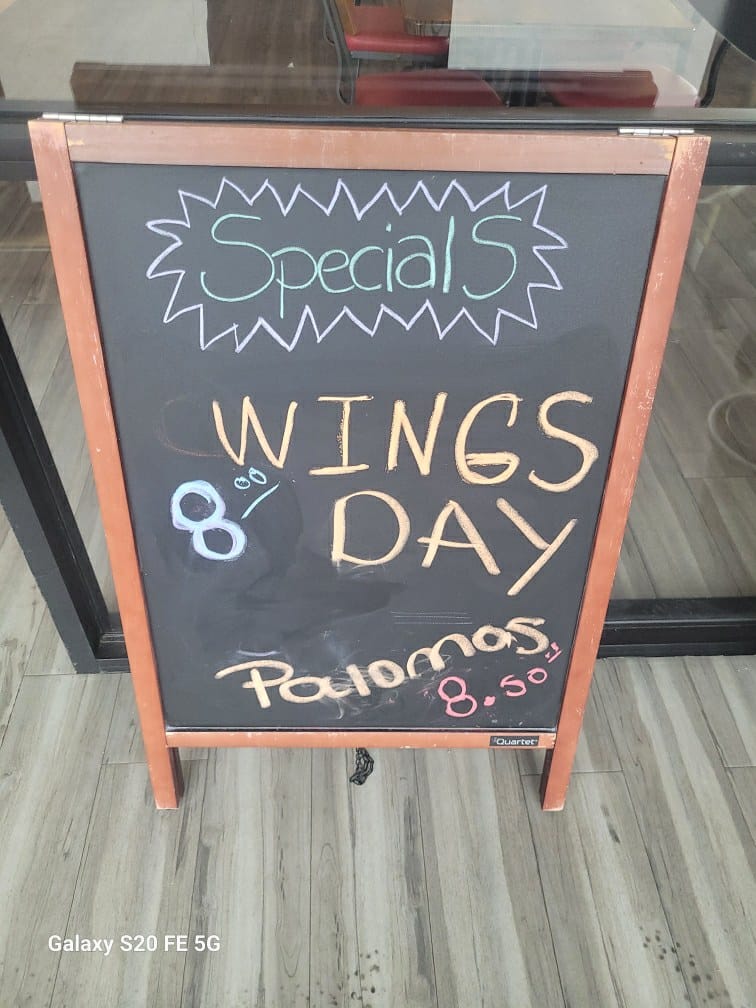 Specials
WINGS
8.00 DAY
Palomas
8.50
Quartet
Galaxy S20 FE 5G